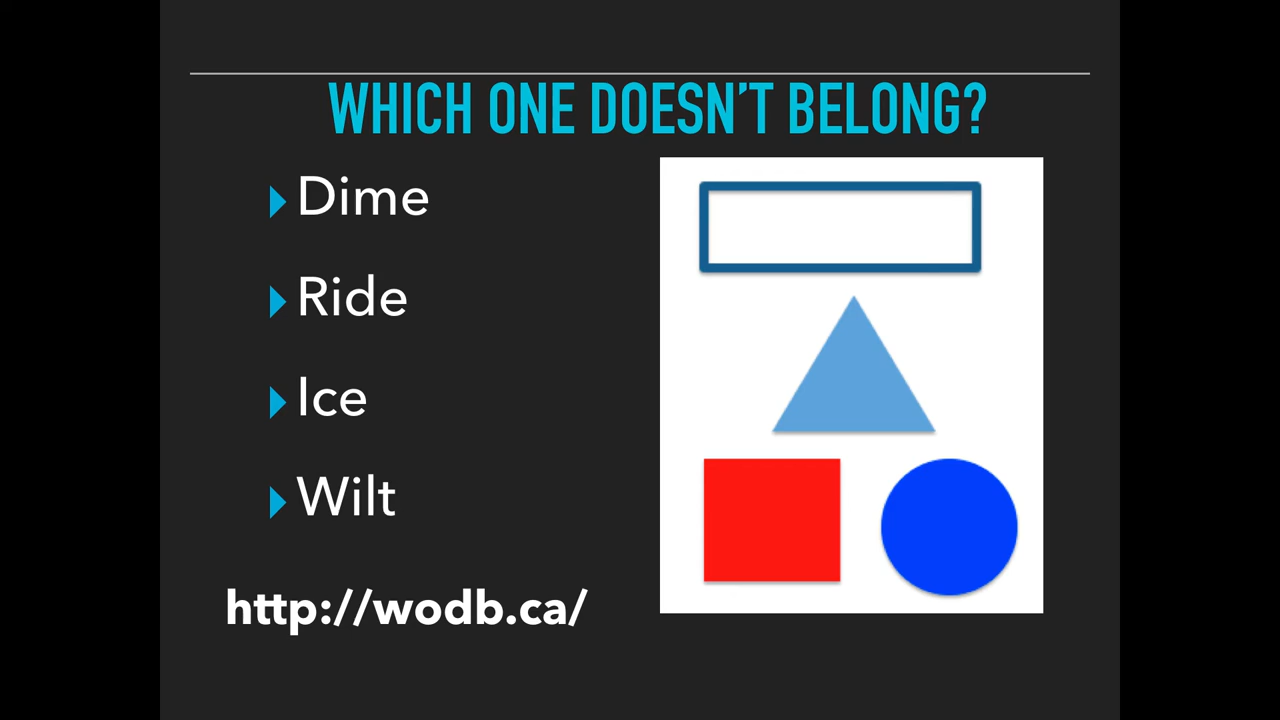 WHICH ONE DOESN’T BELONG?
Dime
Ride
Ice
Wilt
http://wodb.ca/